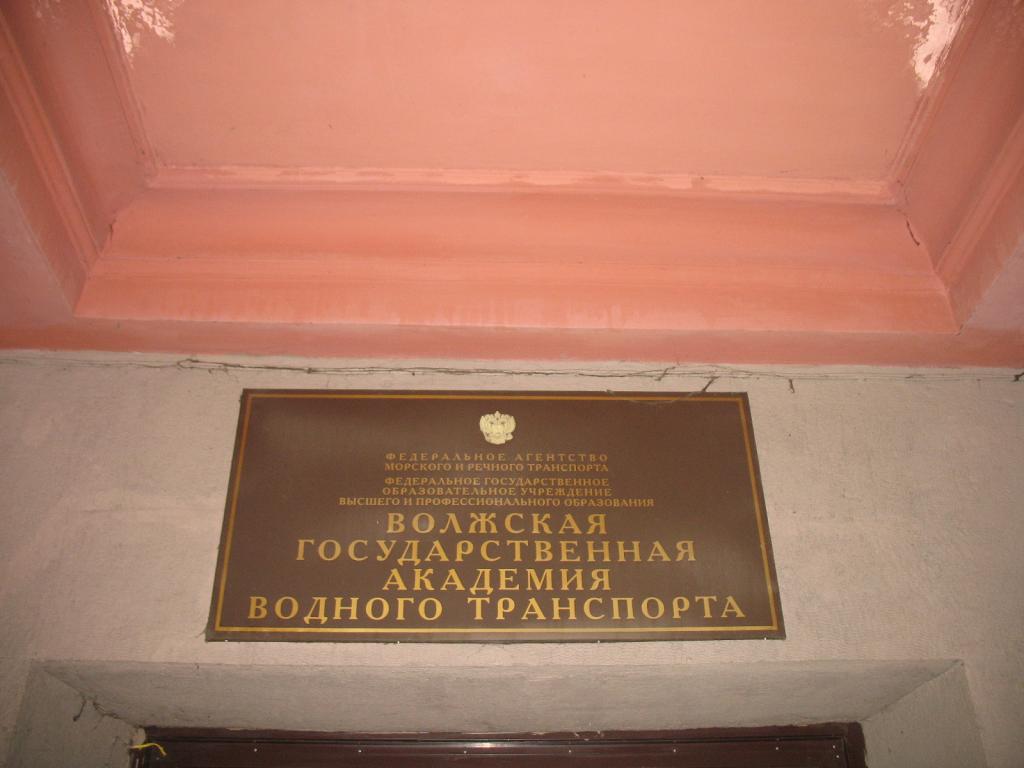 ФЕДЕРАЛЬНОЕ АГЕНТСТВО
МОРСКОГО И РЕЧНОГО ТРАНСПОРТА
ФЕДЕРАЛЬНОЕ ГОСУДАРСТВЕННОЕ
ОБРАЗОВАТЕЛЬНОЕ УЧРЕЖДЕНИЕ
ВЫСШЕГО И ПРОФЕССИОНАЛЬНОГО ОБРАЗОВАНИЯ
ВОЛЖСКАЯ
ГОСУДАРСТВЕННАЯ
АКАДЕМИЯ
ВОДНОГО ТРАНСПОРТА